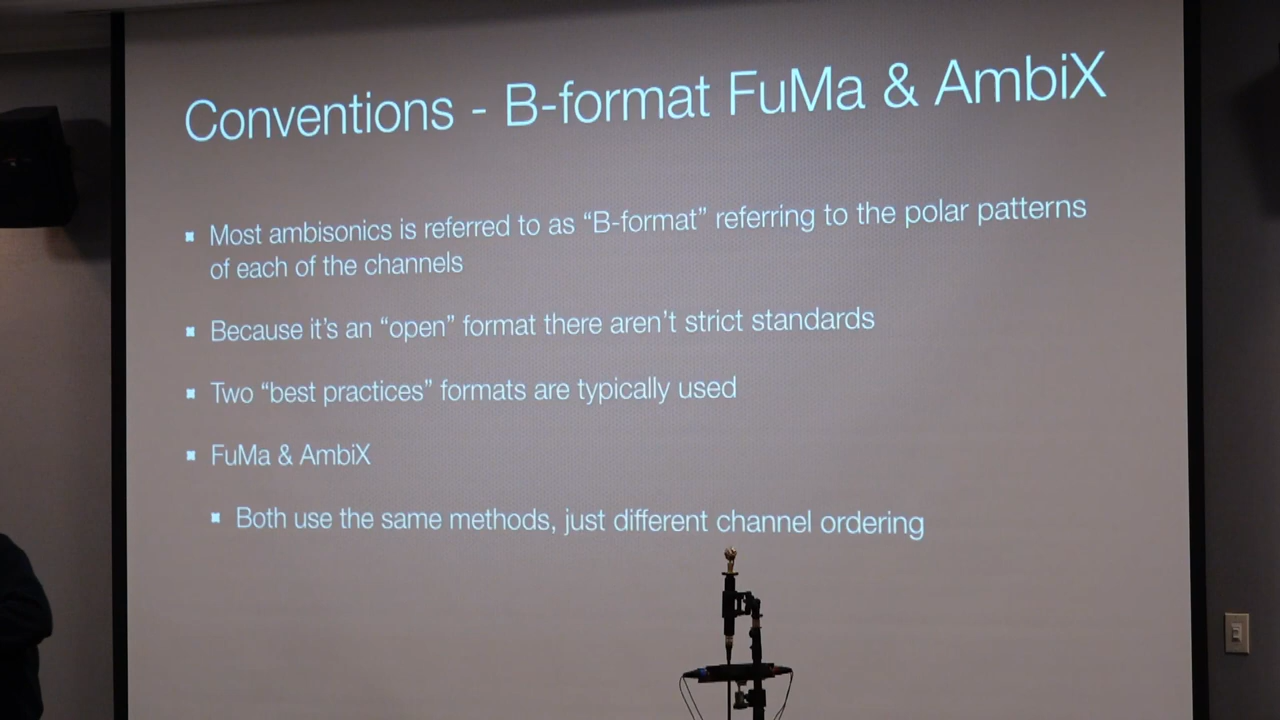 Conventions - B-format FuMa & AmbiX
Most ambisonics is referred to as “B-format” referring to the polar patterns
of each of the channels
Because it’s an “open” format there aren’t strict standards
Two “best practices” formats are typically used
FuMa & AmbiX
Both use the same methods, just different channel ordering